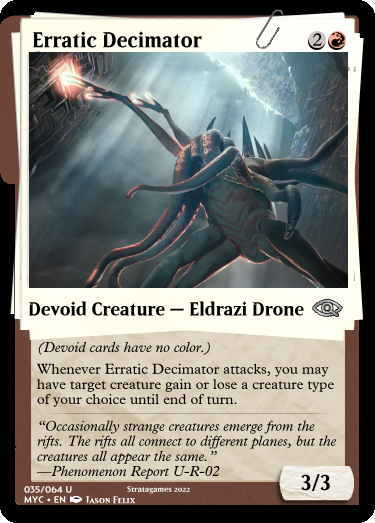 Erratic Decimator 2
Devoid Creature — Eldrazi Drone
(Devoid cards have no color.)
Whenever Erratic Decimator attacks, you may
have target creature gain or lose a creature type
of your choice until end of turn.
“Occasionally strange creatures emerge from the
rifts. The rifts all connect to different planes, but the
creatures all appear the same.”
—Phenomenon Report U-R-02
3/3
035/064 U Stratagames 2022
MYC • EN JASON FELIX